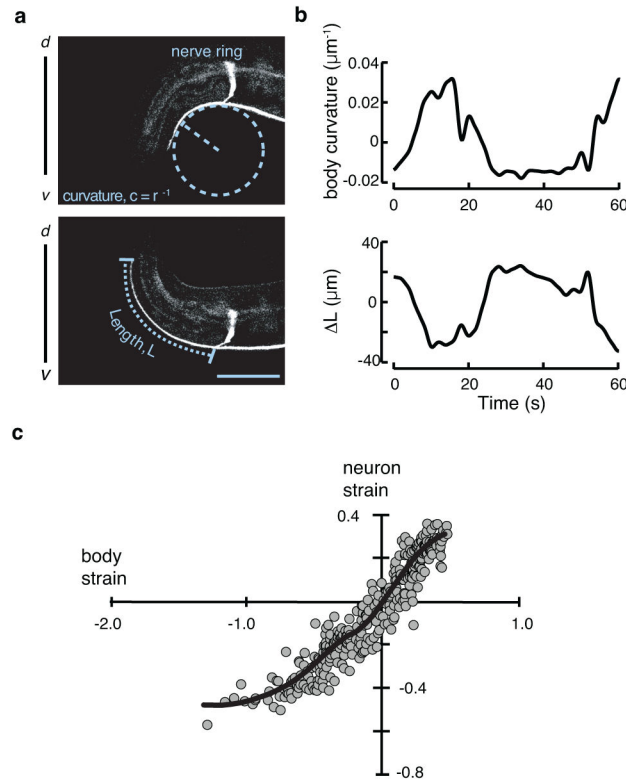 a
d
nerve ring
v
curvature, c = r⁻¹
d
Length, L
v
b
body curvature (μm⁻¹)
0.04
0.02
0
-0.02
0
20
40
60
ΔL (μm)
40
20
0
-40
0
20
40
60
Time (s)
c
neuron
strain
0.4
body
strain
-2.0
-1.0
1.0
-0.4
-0.8